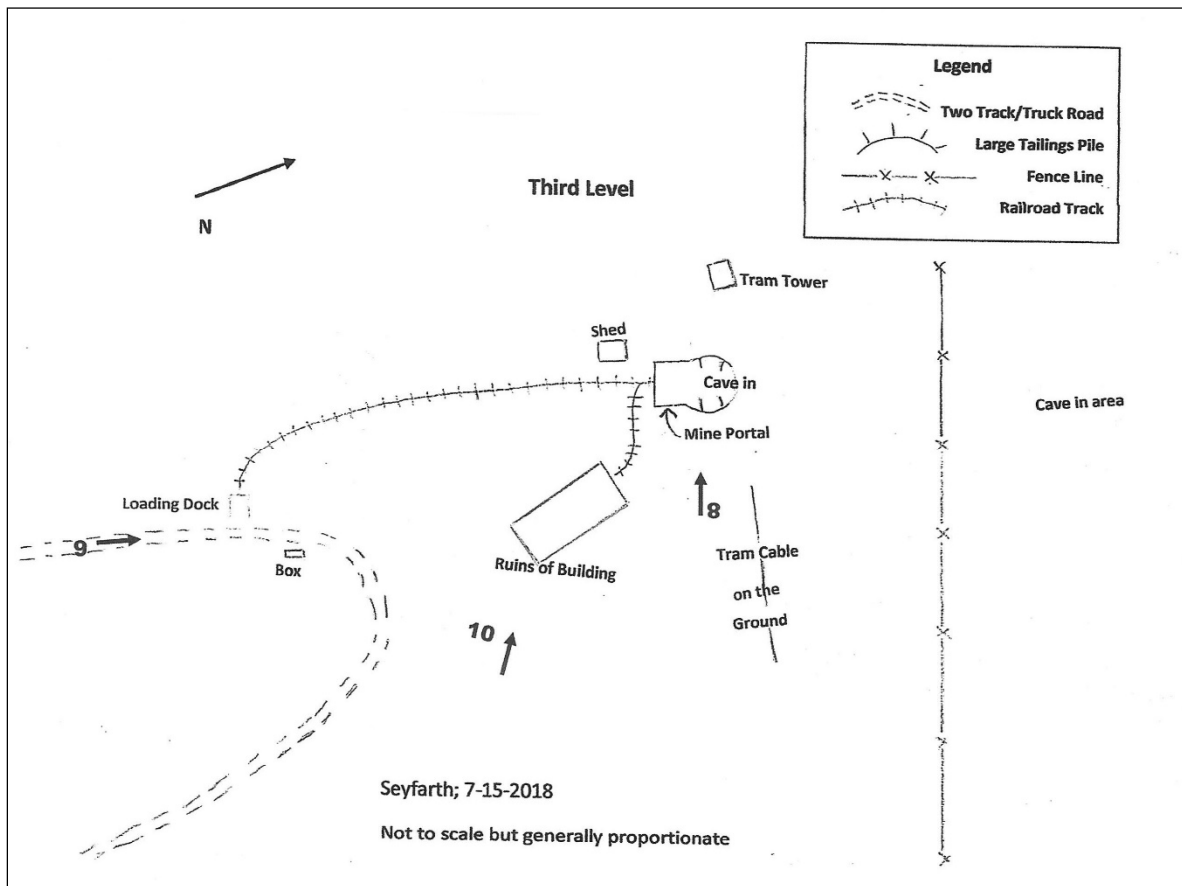 Legend
Two Track/Truck Road
Large Tailings Pile
Fence Line
Railroad Track
N
Third Level
Tram Tower
Shed
Cave in
Cave in area
Mine Portal
Loading Dock
8
9
Box
Ruins of Building
Tram Cable
on the
Ground
10
Seyfarth; 7-15-2018
Not to scale but generally proportionate